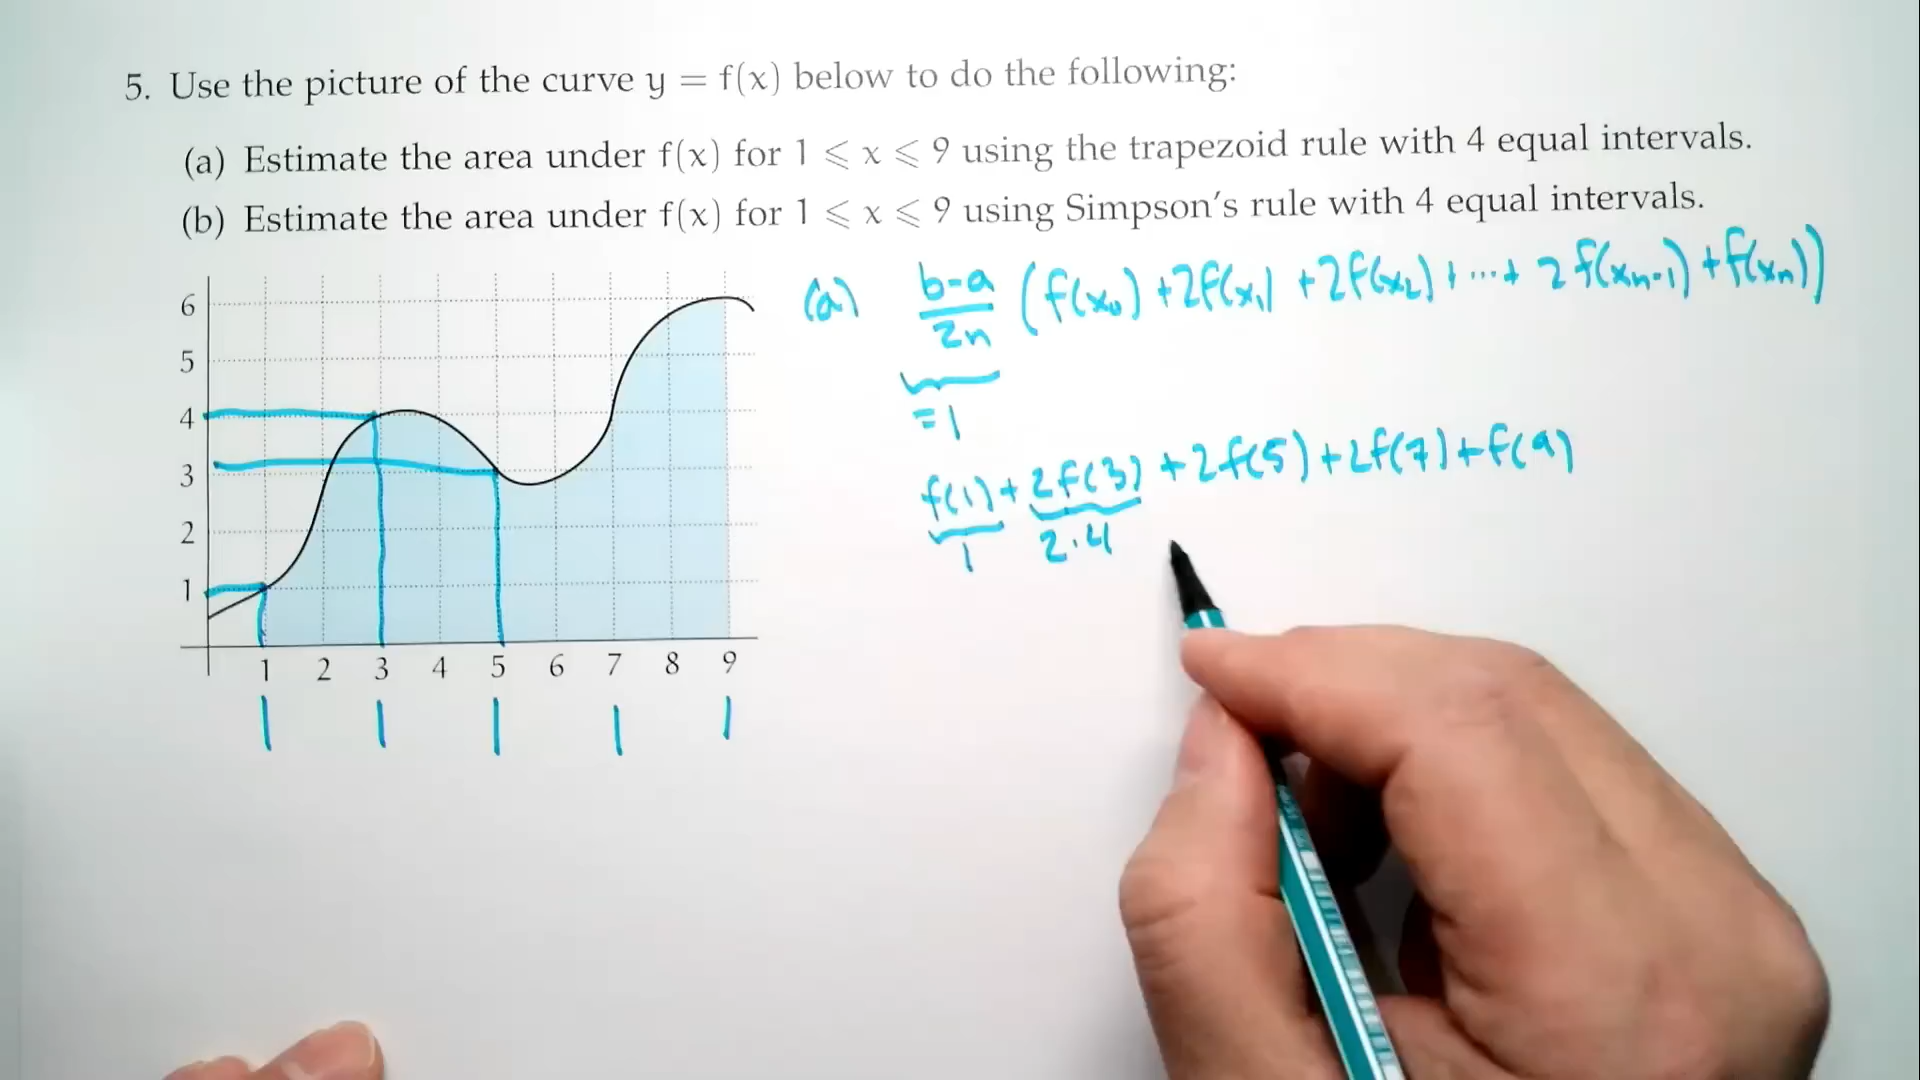 5. Use the picture of the curve y = f(x) below to do the following:
(a) Estimate the area under f(x) for 1 ⩽ x ⩽ 9 using the trapezoid rule with 4 equal intervals.
(b) Estimate the area under f(x) for 1 ⩽ x ⩽ 9 using Simpson's rule with 4 equal intervals.
(a) b-a / 2n (f(x₀) + 2f(x₁) + 2f(x₂) + ... + 2f(xₙ₋₁) + f(xₙ))
= 1
f(1) + 2f(3) + 2f(5) + 2f(7) + f(9)
1 2·4
6
5
4
3
2
1
1 2 3 4 5 6 7 8 9